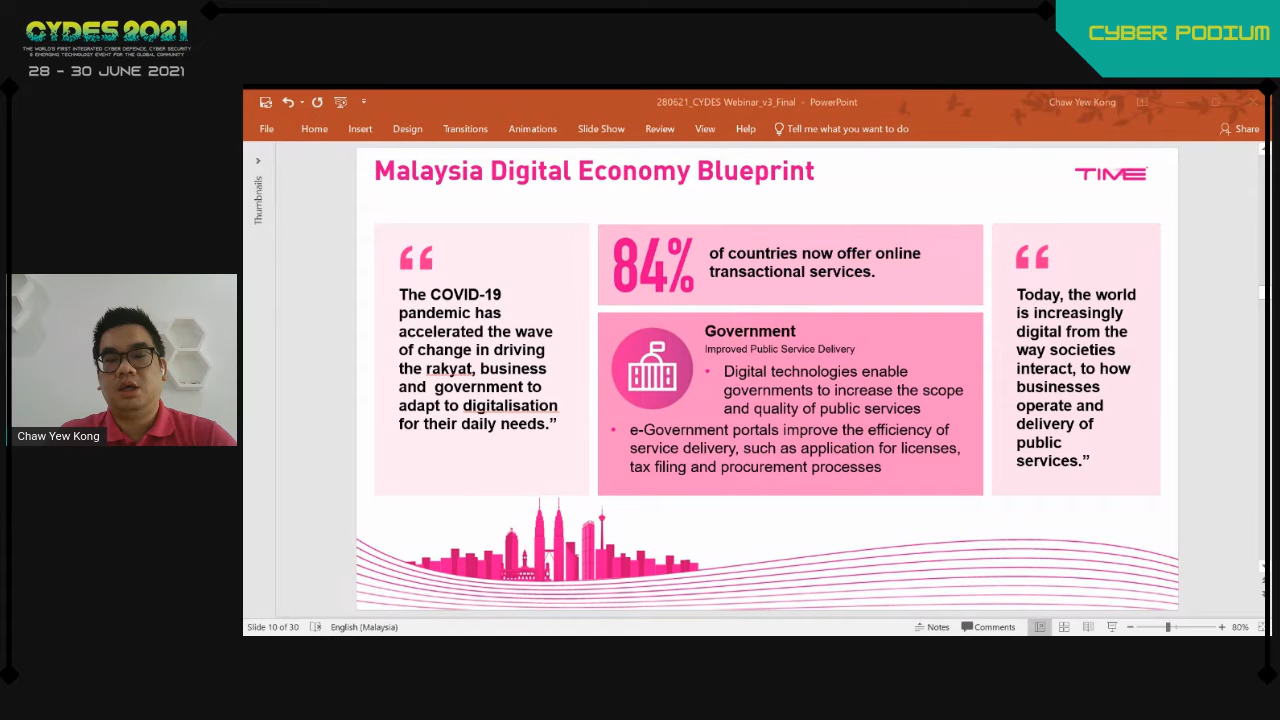 CYDES 2021
THE WORLD'S FIRST INTEGRATED CYBER DEFENCE, CYBER SECURITY
& EMERGING TECHNOLOGY EVENT FOR THE GLOBAL COMMUNITY
28 - 30 JUNE 2021
CYBER PODIUM
280621_CYDES Webinar_v3_Final - PowerPoint
Chaw Yew Kong
File Home Insert Design Transitions Animations Slide Show Review View Help Tell me what you want to do Share
Thumbnails
Malaysia Digital Economy Blueprint
TIME
“
The COVID-19
pandemic has
accelerated the wave
of change in driving
the rakyat, business
and government to
adapt to digitalisation
for their daily needs.”
84%
of countries now offer online
transactional services.
Government
Improved Public Service Delivery
• Digital technologies enable
governments to increase the scope
and quality of public services
• e-Government portals improve the efficiency of
service delivery, such as application for licenses,
tax filing and procurement processes
“
Today, the world
is increasingly
digital from the
way societies
interact, to how
businesses
operate and
delivery of
public
services.”
Chaw Yew Kong
Slide 10 of 30 English (Malaysia) Notes Comments 80%